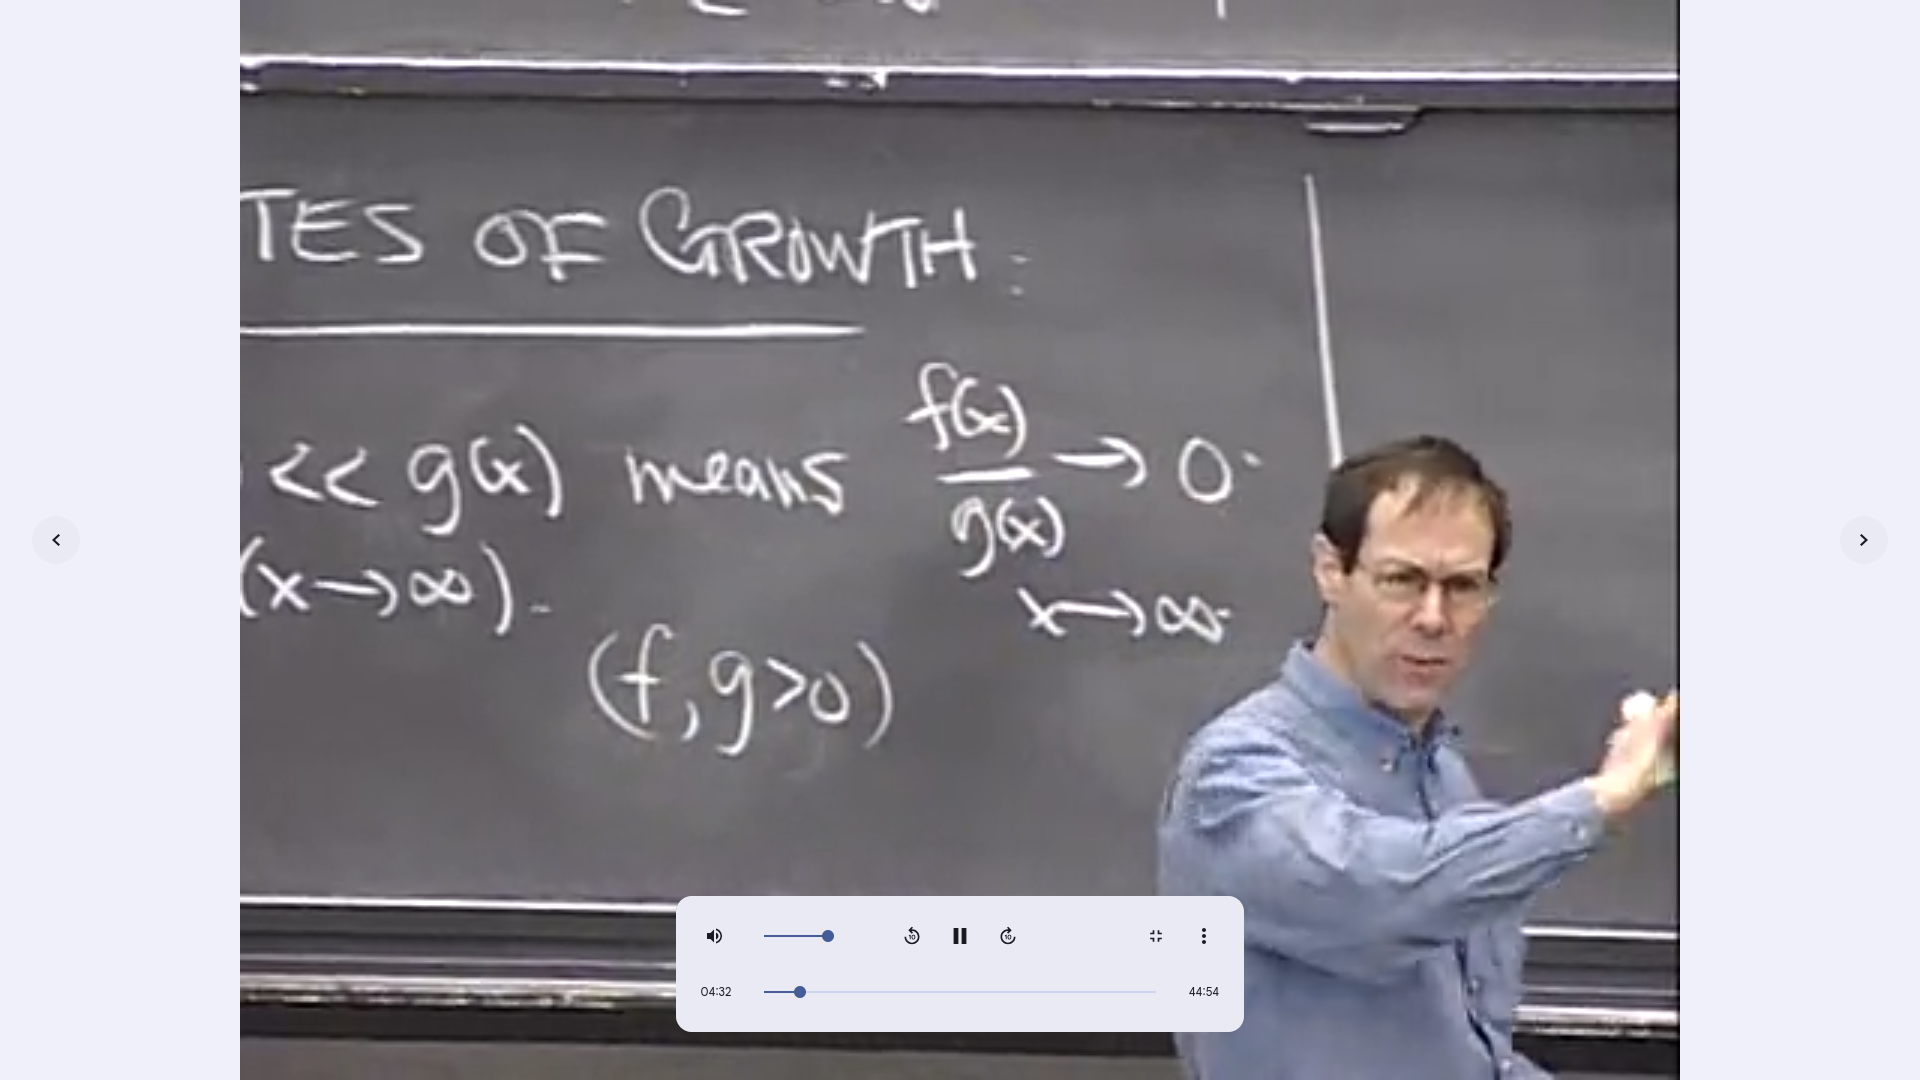 TES OF GROWTH:
<< g(x) means f(x)/g(x) → 0.
(x→∞). x→∞.
(f, g>0)
04:32 44:54